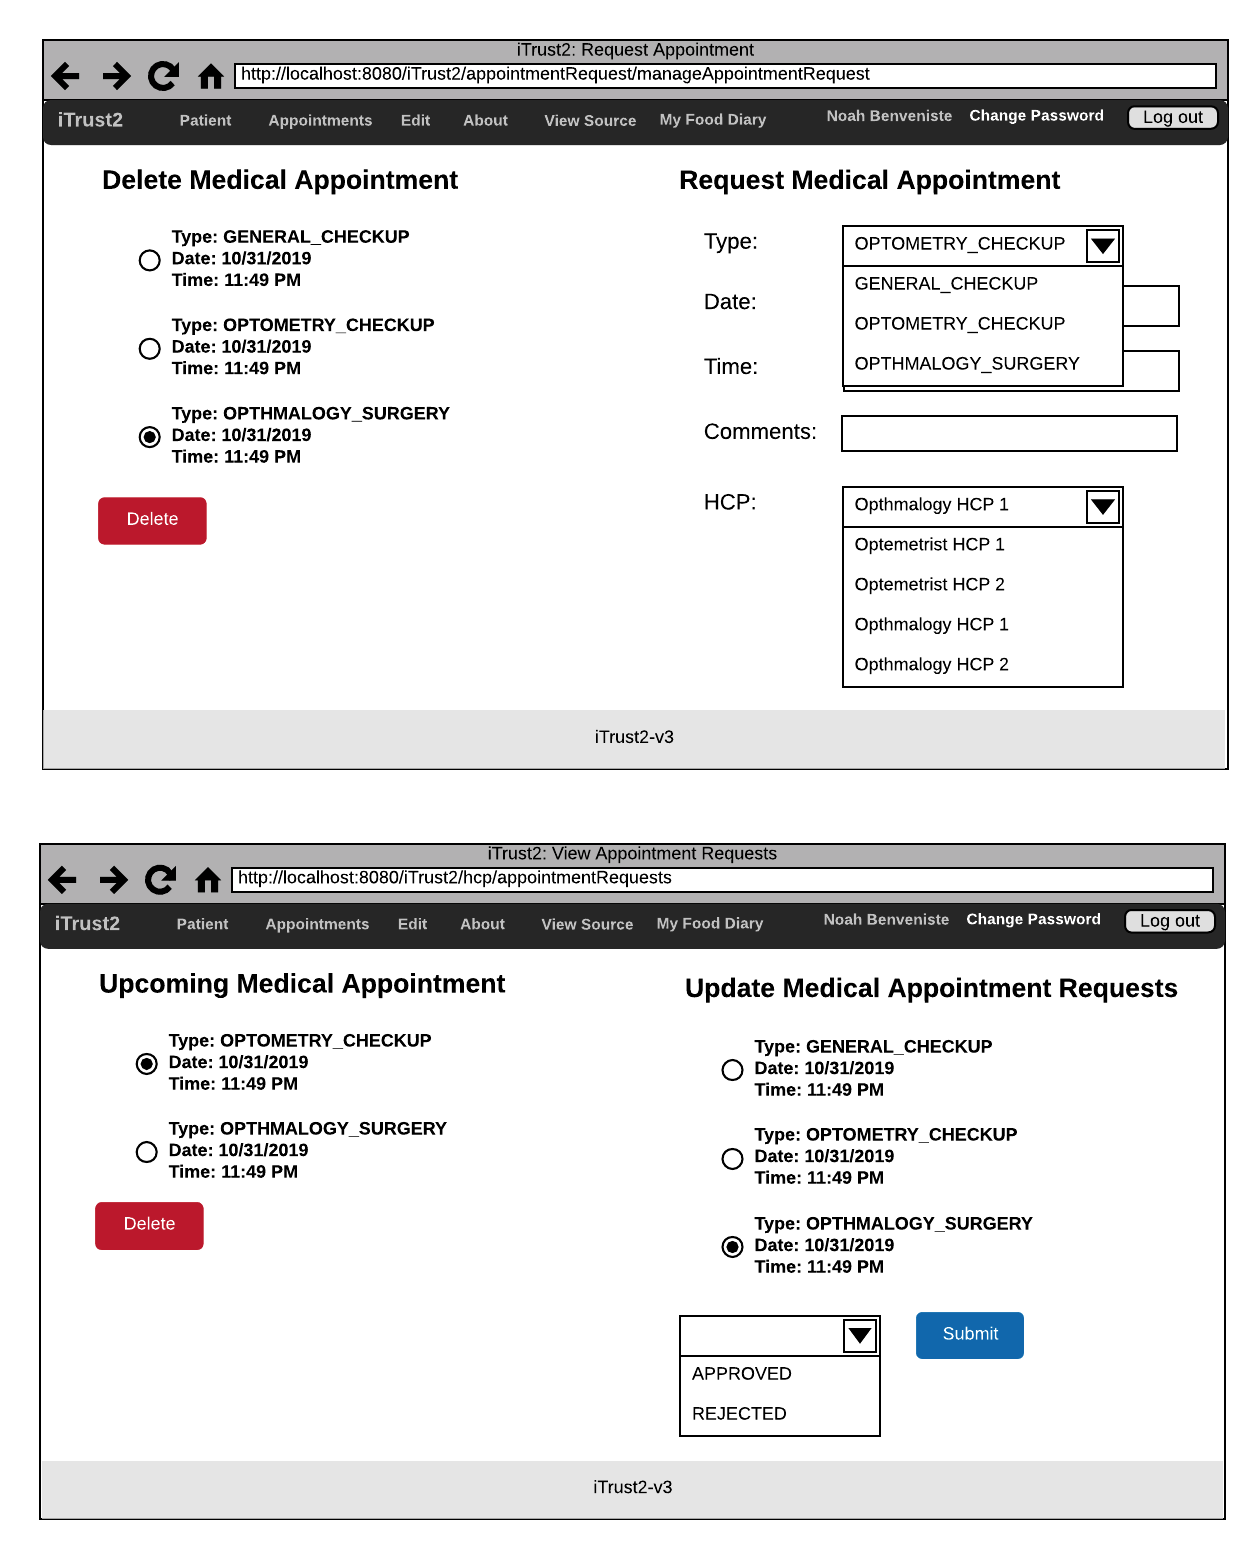 iTrust2: Request Appointment
http://localhost:8080/iTrust2/appointmentRequest/manageAppointmentRequest
iTrust2 Patient Appointments Edit About View Source My Food Diary Noah Benveniste Change Password Log out
Delete Medical Appointment
Type: GENERAL_CHECKUP
Date: 10/31/2019
Time: 11:49 PM
Type: OPTOMETRY_CHECKUP
Date: 10/31/2019
Time: 11:49 PM
Type: OPTHMALOGY_SURGERY
Date: 10/31/2019
Time: 11:49 PM
Delete
Request Medical Appointment
Type:
OPTOMETRY_CHECKUP
GENERAL_CHECKUP
OPTOMETRY_CHECKUP
OPTHMALOGY_SURGERY
Date:
Time:
Comments:
HCP:
Opthmalogy HCP 1
Optemetrist HCP 1
Optemetrist HCP 2
Opthmalogy HCP 1
Opthmalogy HCP 2
iTrust2-v3
iTrust2: View Appointment Requests
http://localhost:8080/iTrust2/hcp/appointmentRequests
iTrust2 Patient Appointments Edit About View Source My Food Diary Noah Benveniste Change Password Log out
Upcoming Medical Appointment
Type: OPTOMETRY_CHECKUP
Date: 10/31/2019
Time: 11:49 PM
Type: OPTHMALOGY_SURGERY
Date: 10/31/2019
Time: 11:49 PM
Delete
Update Medical Appointment Requests
Type: GENERAL_CHECKUP
Date: 10/31/2019
Time: 11:49 PM
Type: OPTOMETRY_CHECKUP
Date: 10/31/2019
Time: 11:49 PM
Type: OPTHMALOGY_SURGERY
Date: 10/31/2019
Time: 11:49 PM
Submit
APPROVED
REJECTED
iTrust2-v3